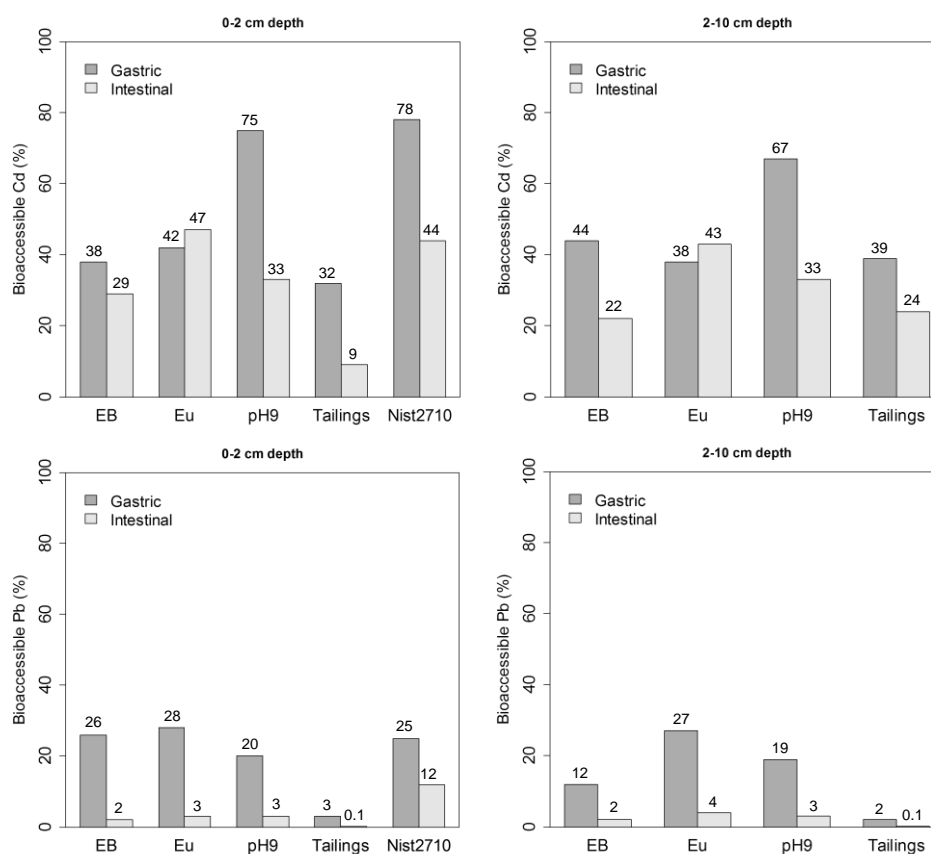 0-2 cm depth
Bioaccessible Cd (%)
0 20 40 60 80 100
Gastric
Intestinal
38 29 42 47 75 33 32 9 78 44
EB Eu pH9 Tailings Nist2710
2-10 cm depth
Bioaccessible Cd (%)
0 20 40 60 80 100
Gastric
Intestinal
44 22 38 43 67 33 39 24
EB Eu pH9 Tailings
0-2 cm depth
Bioaccessible Pb (%)
0 20 40 60 80 100
Gastric
Intestinal
26 2 28 3 20 3 3 0.1 25 12
EB Eu pH9 Tailings Nist2710
2-10 cm depth
Bioaccessible Pb (%)
0 20 40 60 80 100
Gastric
Intestinal
12 2 27 4 19 3 2 0.1
EB Eu pH9 Tailings